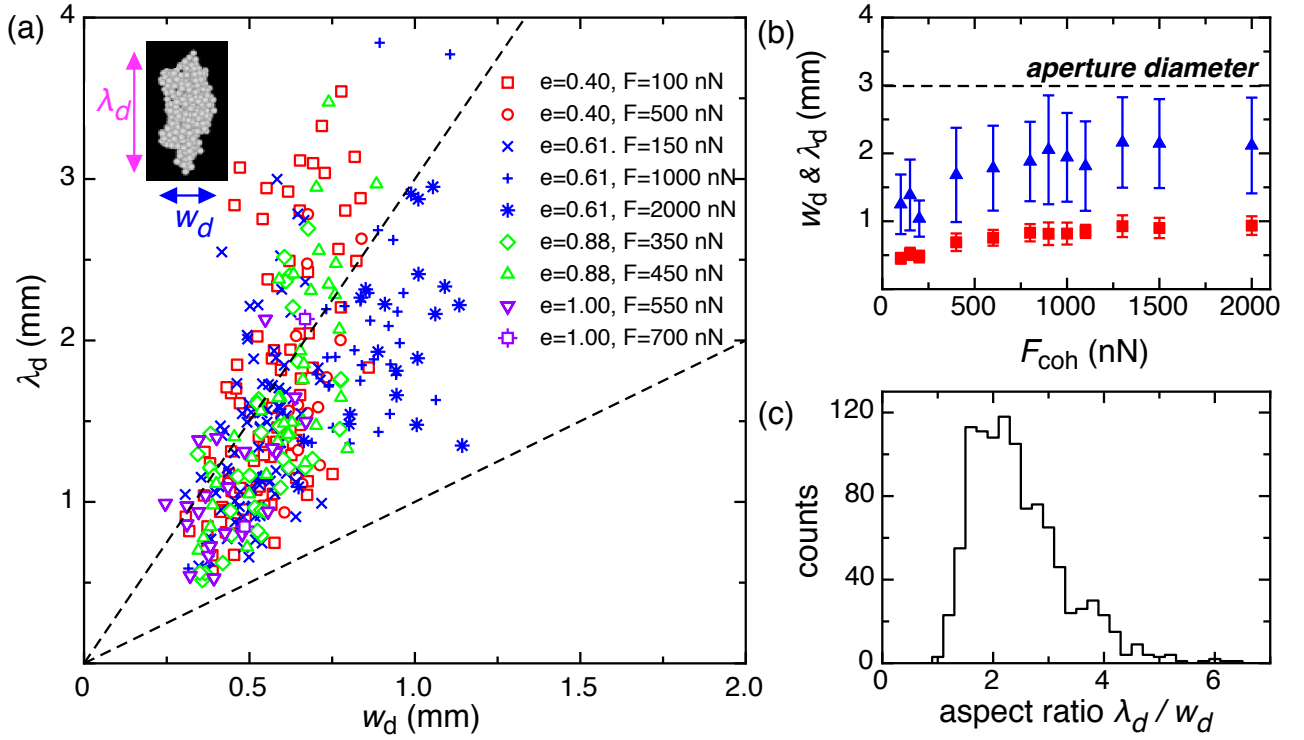 (a)
4
3
2
1
0
λd (mm)
0
0.5
1.0
1.5
2.0
wd (mm)
λd
wd
e=0.40, F=100 nN
e=0.40, F=500 nN
e=0.61. F=150 nN
e=0.61, F=1000 nN
e=0.61, F=2000 nN
e=0.88, F=350 nN
e=0.88, F=450 nN
e=1.00, F=550 nN
e=1.00, F=700 nN
(b)
4
3
2
1
0
wd & λd (mm)
aperture diameter
0
500
1000
1500
2000
Fcoh (nN)
(c)
120
80
40
0
counts
0
2
4
6
aspect ratio λd / wd